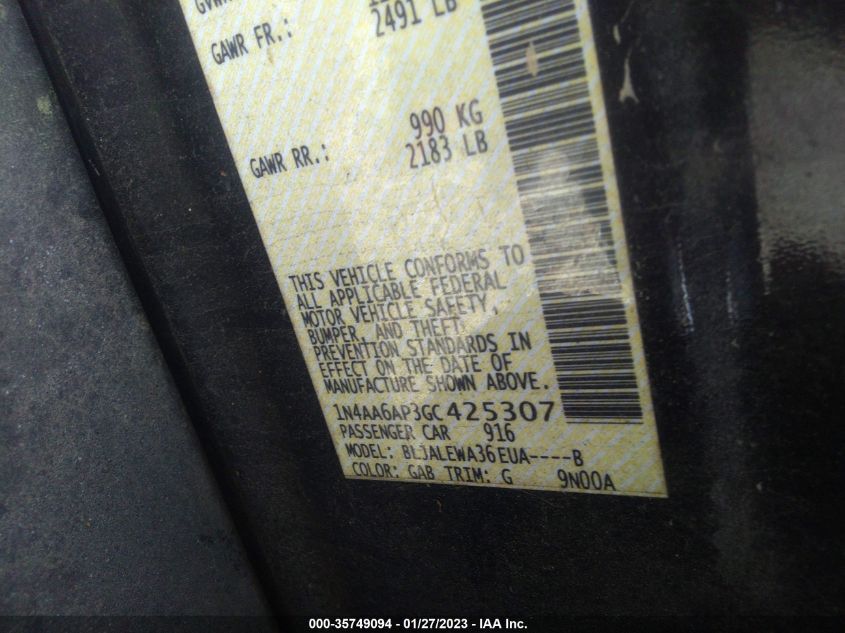 2491 LB
GAWR FR.:
990 KG
GAWR RR.: 2183 LB
THIS VEHICLE CONFORMS TO
ALL APPLICABLE FEDERAL
MOTOR VEHICLE SAFETY,
BUMPER, AND THEFT
PREVENTION STANDARDS IN
EFFECT ON THE DATE OF
MANUFACTURE SHOWN ABOVE.
1N4AA6AP3GC425307
PASSENGER CAR 916
MODEL: BLJALEWA36EUA----B
COLOR: GAB TRIM: G 9N00A
000-35749094 - 01/27/2023 - IAA Inc.